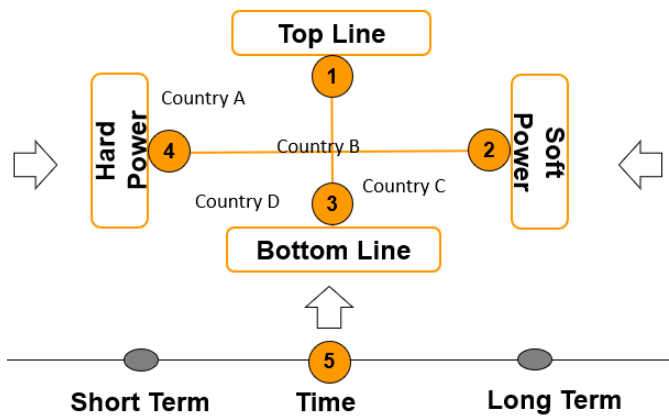 Top Line
1
Country A
Hard
Power
4
Country B
2
Soft
Power
Country D
Country C
3
Bottom Line
5
Short Term
Time
Long Term